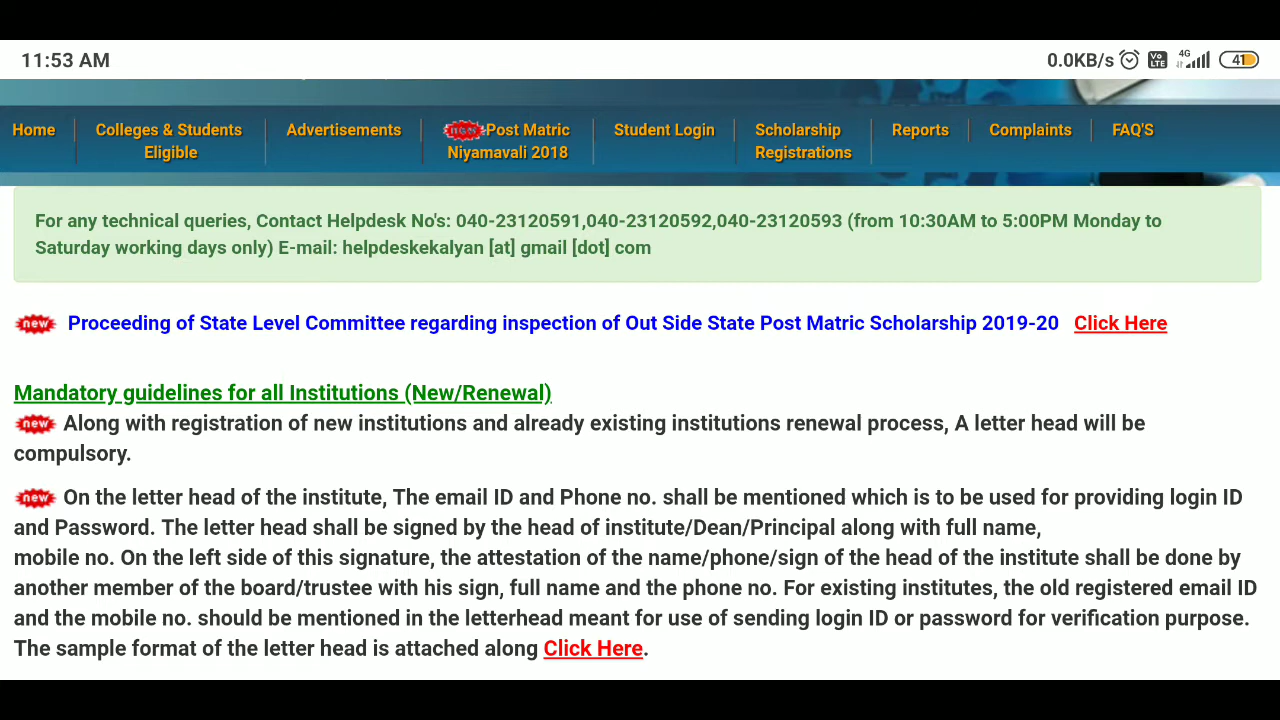 11:53 AM
0.0KB/s
Vo
LTE
4G
41
Home
Colleges & Students
Eligible
Advertisements
new Post Matric
Niyamavali 2018
Student Login
Scholarship
Registrations
Reports
Complaints
FAQ'S
For any technical queries, Contact Helpdesk No's: 040-23120591,040-23120592,040-23120593 (from 10:30AM to 5:00PM Monday to
Saturday working days only) E-mail: helpdeskekalyan [at] gmail [dot] com
new Proceeding of State Level Committee regarding inspection of Out Side State Post Matric Scholarship 2019-20 Click Here
Mandatory guidelines for all Institutions (New/Renewal)
new Along with registration of new institutions and already existing institutions renewal process, A letter head will be
compulsory.
new On the letter head of the institute, The email ID and Phone no. shall be mentioned which is to be used for providing login ID
and Password. The letter head shall be signed by the head of institute/Dean/Principal along with full name,
mobile no. On the left side of this signature, the attestation of the name/phone/sign of the head of the institute shall be done by
another member of the board/trustee with his sign, full name and the phone no. For existing institutes, the old registered email ID
and the mobile no. should be mentioned in the letterhead meant for use of sending login ID or password for verification purpose.
The sample format of the letter head is attached along Click Here.